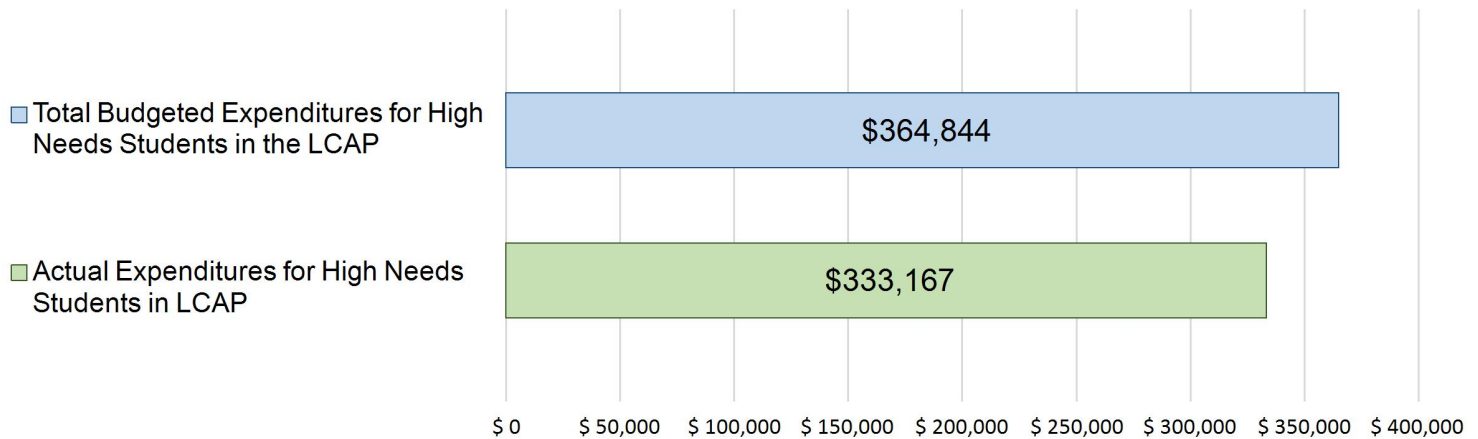 Total Budgeted Expenditures for High
Needs Students in the LCAP
$364,844
Actual Expenditures for High Needs
Students in LCAP
$333,167
$ 0 $ 50,000 $ 100,000 $ 150,000 $ 200,000 $ 250,000 $ 300,000 $ 350,000 $ 400,000